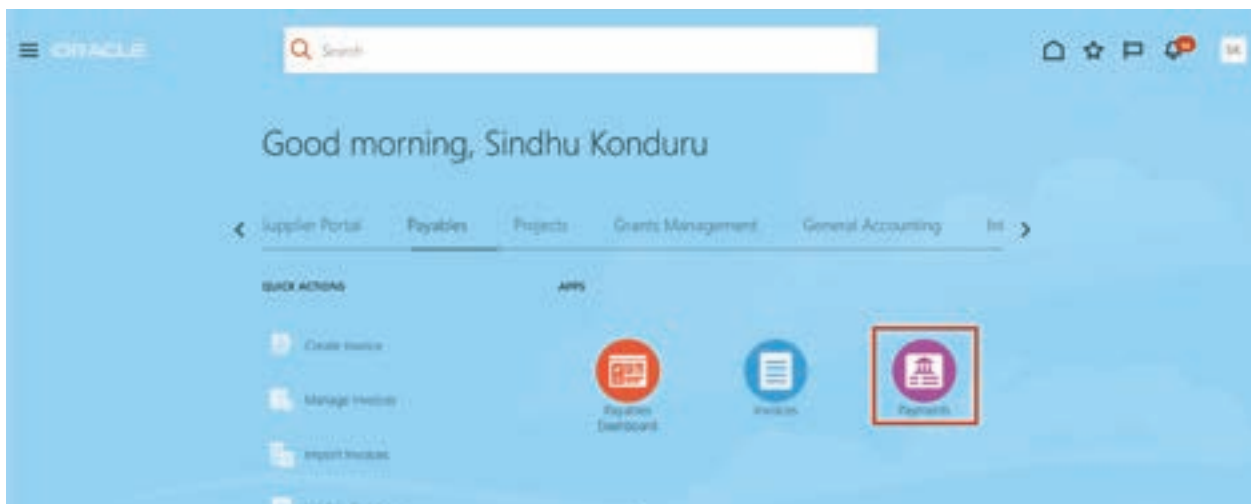 ORACLE
Search
SK
Good morning, Sindhu Konduru
Supplier Portal
Payables
Projects
Grants Management
General Accounting
QUICK ACTIONS
APPS
Create Invoice
Manage Invoices
Import Invoices
Payables
Dashboard
Invoices
Payments